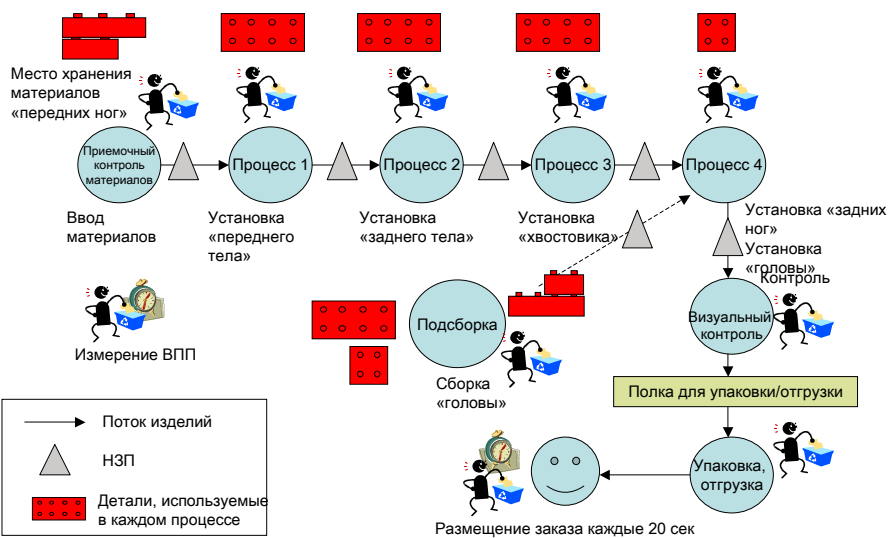 Место хранения
материалов
«передних ног»
Приемочный
контроль
материалов
Процесс 1
Процесс 2
Процесс 3
Процесс 4
Ввод
материалов
Установка
«переднего
тела»
Установка
«заднего тела»
Установка
«хвостовика»
Установка «задних
ног»
Установка
«головы»
Контроль
Измерение ВПП
Подсборка
Сборка
«головы»
Визуальный
контроль
Полка для упаковки/отгрузки
Поток изделий
НЗП
Детали, используемые
в каждом процессе
Упаковка,
отгрузка
Размещение заказа каждые 20 сек